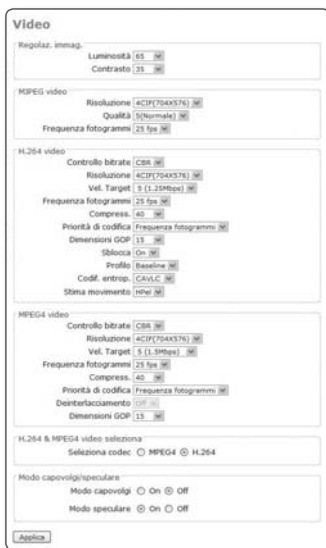 Video
Regolaz. immag.
Luminosità 65
Contrasto 35
MJPEG video
Risoluzione 4CIF(704X576)
Qualità 5(Normale)
Frequenza fotogrammi 25 fps
H.264 video
Controllo bitrate CBR
Risoluzione 4CIF(704X576)
Vel. Target 5 (1.25Mbps)
Frequenza fotogrammi 25 fps
Compress. 40
Priorità di codifica Frequenza fotogrammi
Dimensioni GOP 15
Sblocca On
Profilo Baseline
Codif. entrop. CAVLC
Stima movimento HPel
MPEG4 video
Controllo bitrate CBR
Risoluzione 4CIF(704X576)
Vel. Target 5 (1.5Mbps)
Frequenza fotogrammi 25 fps
Compress. 40
Priorità di codifica Frequenza fotogrammi
Deinterlacciamento Off
Dimensioni GOP 15
H.264 & MPEG4 video seleziona
Seleziona codec MPEG4 H.264
Modo capovolgi/speculare
Modo capovolgi On Off
Modo speculare On Off
Applica